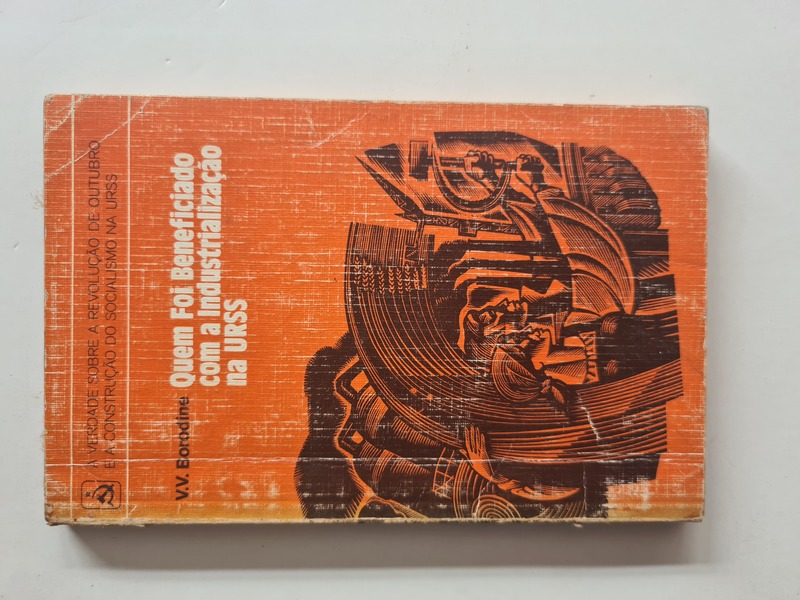 A VERDADE SOBRE A REVOLUÇÃO DE OUTUBRO
E A CONSTRUÇÃO DO SOCIALISMO NA URSS
V.V. Borodine
Quem Foi Beneficiado
com a Industrialização
na URSS